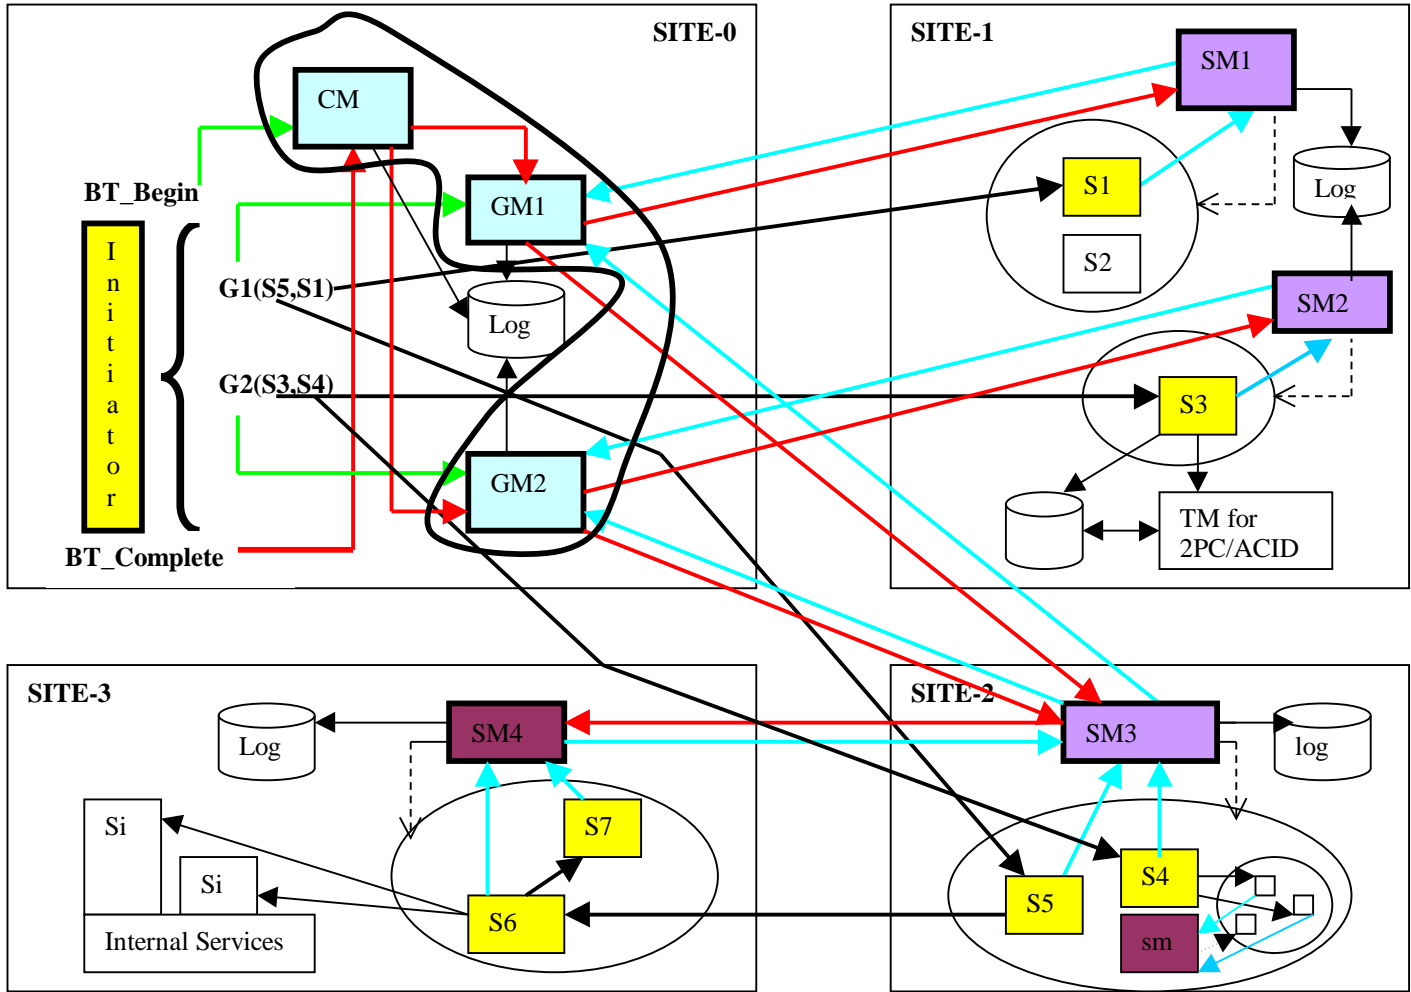 SITE-0
CM
BT_Begin
GM1
Initiator
G1(S5,S1)
Log
G2(S3,S4)
GM2
BT_Complete
SITE-1
SM1
S1
Log
S2
SM2
S3
TM for
2PC/ACID
SITE-3
SM4
Log
S7
Si
Si
S6
Internal Services
SITE-2
SM3
log
S4
S5
sm